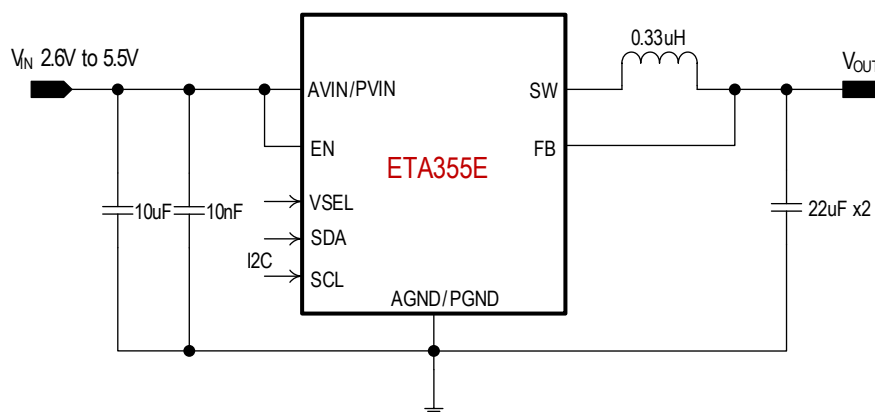 VIN 2.6V to 5.5V
0.33uH
VOUT
AVIN/PVIN
SW
EN
FB
ETA355E
VSEL
10uF
10nF
22uF x2
SDA
I2C
SCL
AGND/PGND